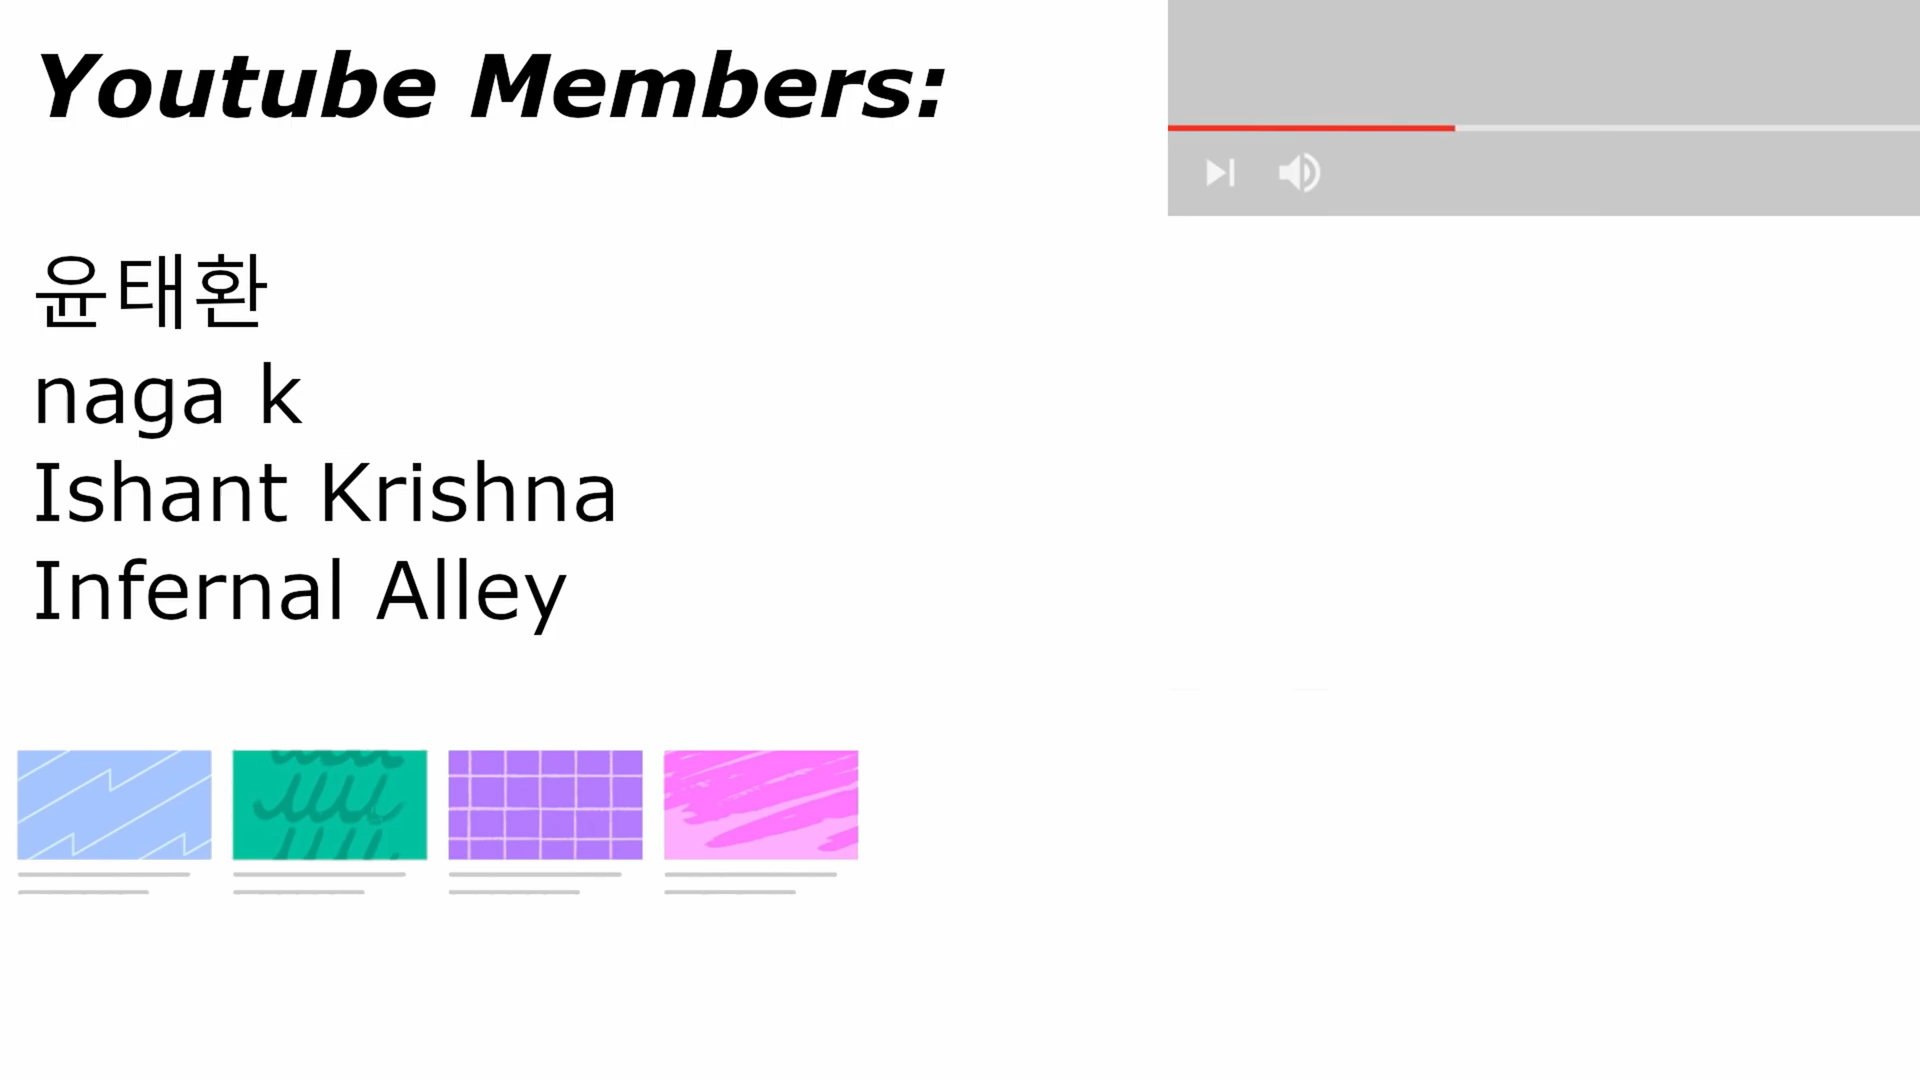 Youtube Members:
윤태환
naga k
Ishant Krishna
Infernal Alley